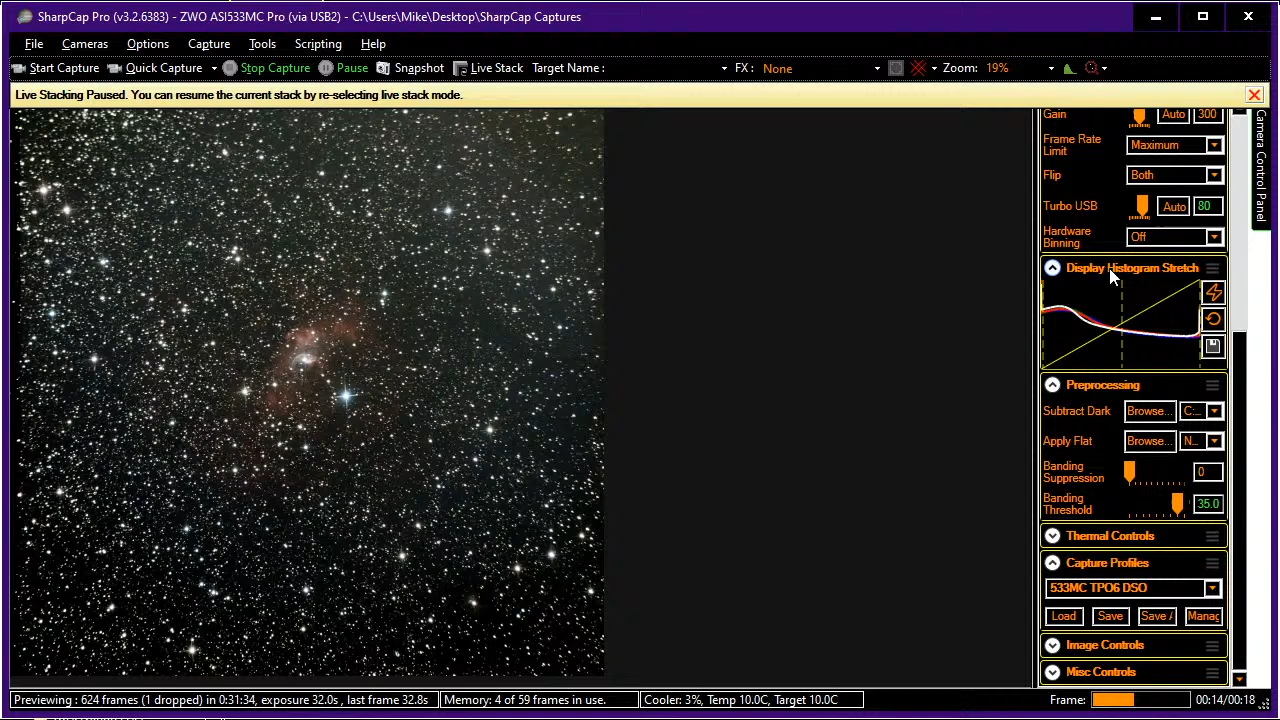 SharpCap Pro (v3.2.6383) - ZWO ASI533MC Pro (via USB2) - C:\Users\Mike\Desktop\SharpCap Captures
File Cameras Options Capture Tools Scripting Help
Start Capture Quick Capture Stop Capture Pause Snapshot Live Stack Target Name : FX : None Zoom: 19%
Live Stacking Paused. You can resume the current stack by re-selecting live stack mode.
Camera Control Panel
Gain Auto 300
Frame Rate Limit Maximum
Flip Both
Turbo USB Auto 80
Hardware Binning Off
Display Histogram Stretch
Preprocessing
Subtract Dark Browse... C:...
Apply Flat Browse... N...
Banding Suppression 0
Banding Threshold 35.0
Thermal Controls
Capture Profiles
533MC TPO6 DSO
Load Save Save A Manag
Image Controls
Misc Controls
Previewing : 624 frames (1 dropped) in 0:31:34, exposure 32.0s , last frame 32.8s Memory: 4 of 59 frames in use. Cooler: 3%, Temp 10.0C, Target 10.0C Frame: 00:14/00:18